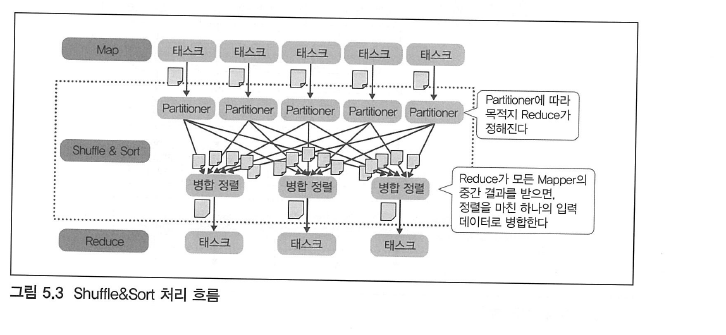 Map
태스크 태스크 태스크 태스크 태스크
Partitioner Partitioner Partitioner Partitioner Partitioner
Partitioner에 따라
목적지 Reduce가
정해진다
Shuffle & Sort
병합 정렬 병합 정렬 병합 정렬
Reduce가 모든 Mapper의
중간 결과를 받으면,
정렬을 마친 하나의 입력
데이터로 병합한다
Reduce
태스크 태스크 태스크
그림 5.3 Shuffle&Sort 처리 흐름